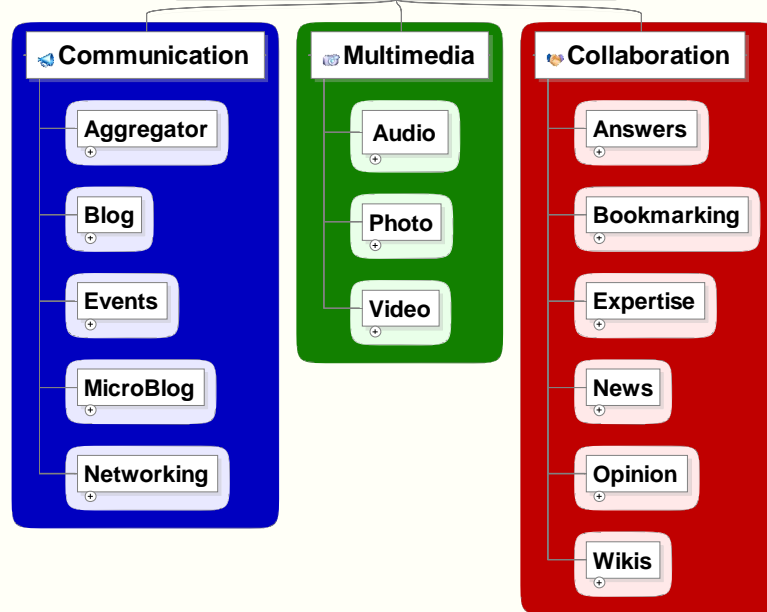 Communication
Aggregator
Blog
Events
MicroBlog
Networking
Multimedia
Audio
Photo
Video
Collaboration
Answers
Bookmarking
Expertise
News
Opinion
Wikis